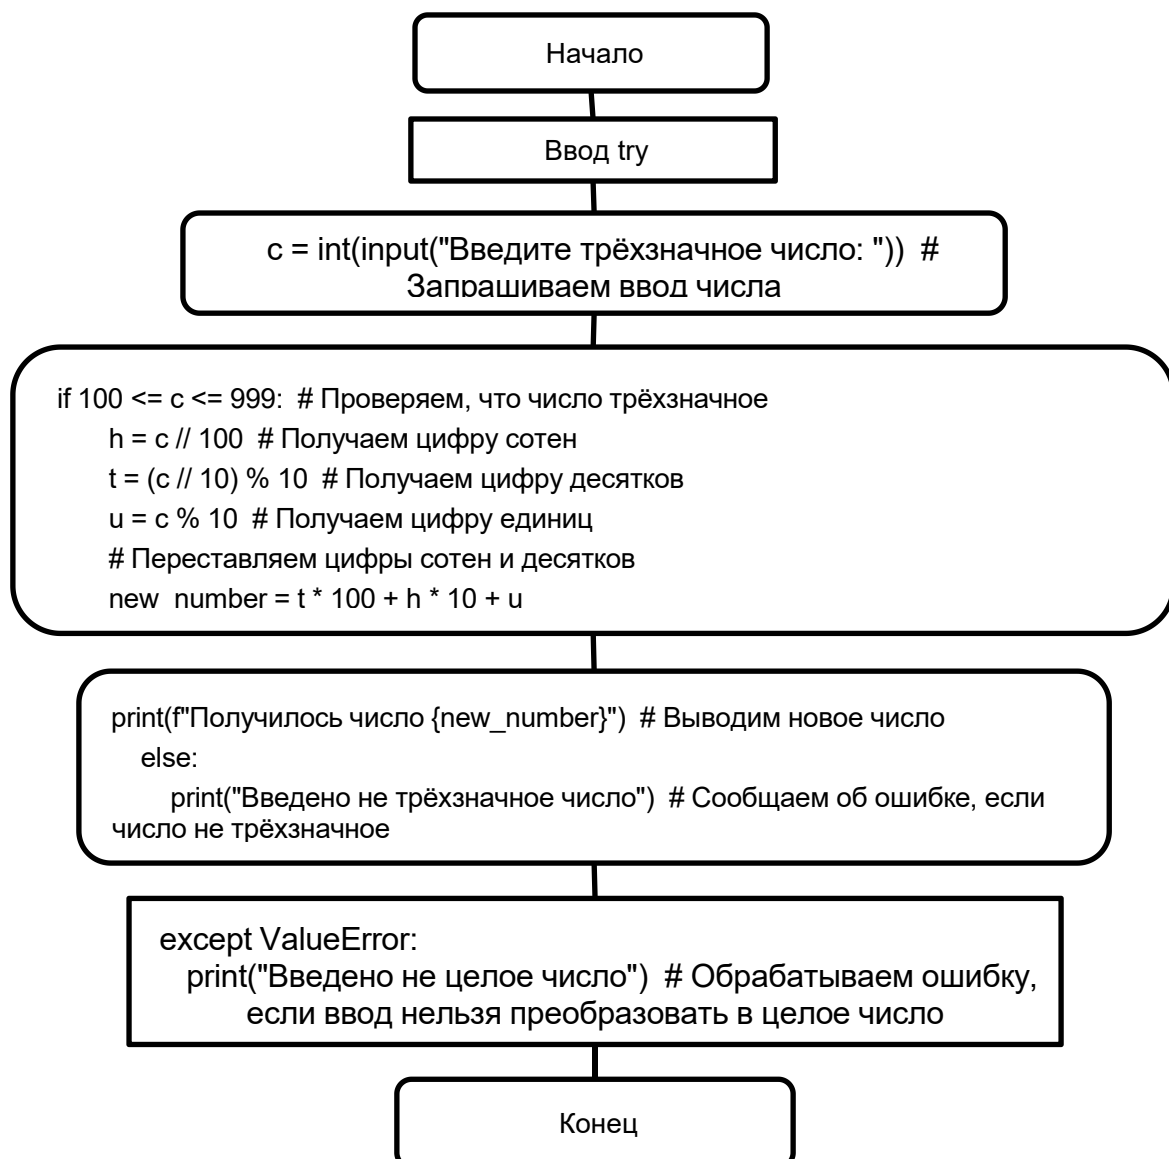 Начало
Ввод try
c = int(input("Введите трёхзначное число: "))  #
Запрашиваем ввод числа
if 100 <= c <= 999:  # Проверяем, что число трёхзначное
h = c // 100  # Получаем цифру сотен
t = (c // 10) % 10  # Получаем цифру десятков
u = c % 10  # Получаем цифру единиц
# Переставляем цифры сотен и десятков
new  number = t * 100 + h * 10 + u
print(f"Получилось число {new_number}")  # Выводим новое число
else:
print("Введено не трёхзначное число")  # Сообщаем об ошибке, если
число не трёхзначное
except ValueError:
print("Введено не целое число")  # Обрабатываем ошибку,
если ввод нельзя преобразовать в целое число
Конец